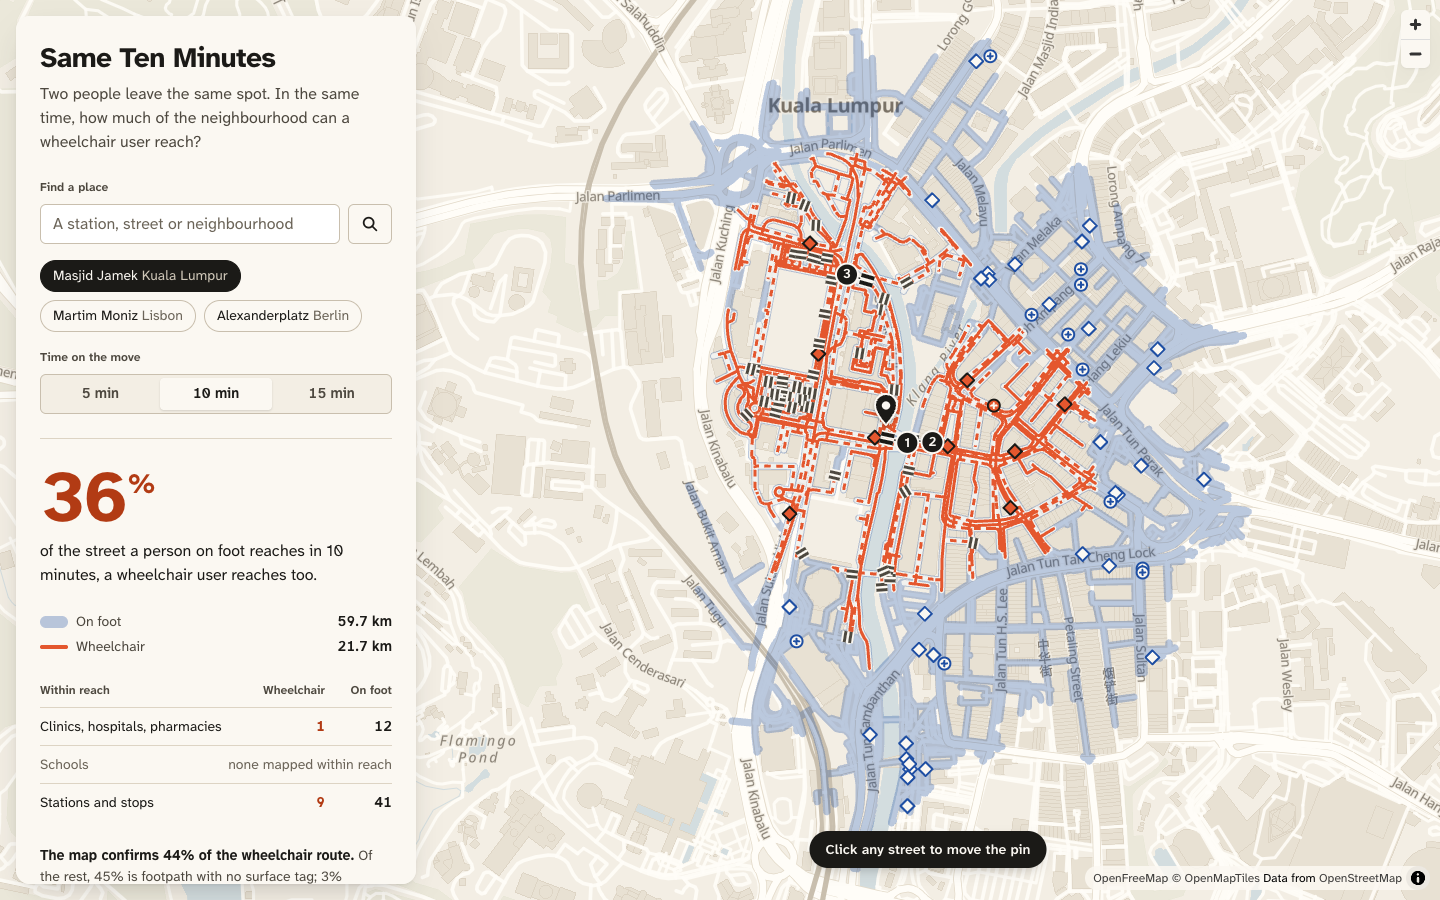 Same Ten Minutes
Two people leave the same spot. In the same
time, how much of the neighbourhood can a
wheelchair user reach?
Find a place
A station, street or neighbourhood
Masjid Jamek Kuala Lumpur
Martim Moniz Lisbon
Alexanderplatz Berlin
Time on the move
5 min
10 min
15 min
36%
of the street a person on foot reaches in 10
minutes, a wheelchair user reaches too.
On foot 59.7 km
Wheelchair 21.7 km
Within reach Wheelchair On foot
Clinics, hospitals, pharmacies 1 12
Schools none mapped within reach
Stations and stops 9 41
The map confirms 44% of the wheelchair route. Of
the rest, 45% is footpath with no surface tag; 3%
Salahuddin
Lorong G
Jalan Masjid India
Kuala Lumpur
Jalan Parlimen
Jalan Parlimen
Jalan Melayu
Lorong Ampang 7
Melaka
Jalan Kuching
Jalan Raja
3
Klang River
Jalan Kinabalu
1
2
Jalan Tun Perak
Jalan Bukit Aman
Jalan Tun Tan Cheng Lock
Jalan
Lembah
Jalan Tugu
Jalan Cenderasari
Jalan Tun H.S. Lee
Petaling Street
Jalan Sultan
Jalan Wesley
Flamingo
Pond
Jalan Kinabalu
Jalan Han
Click any street to move the pin
OpenFreeMap © OpenMapTiles Data from OpenStreetMap